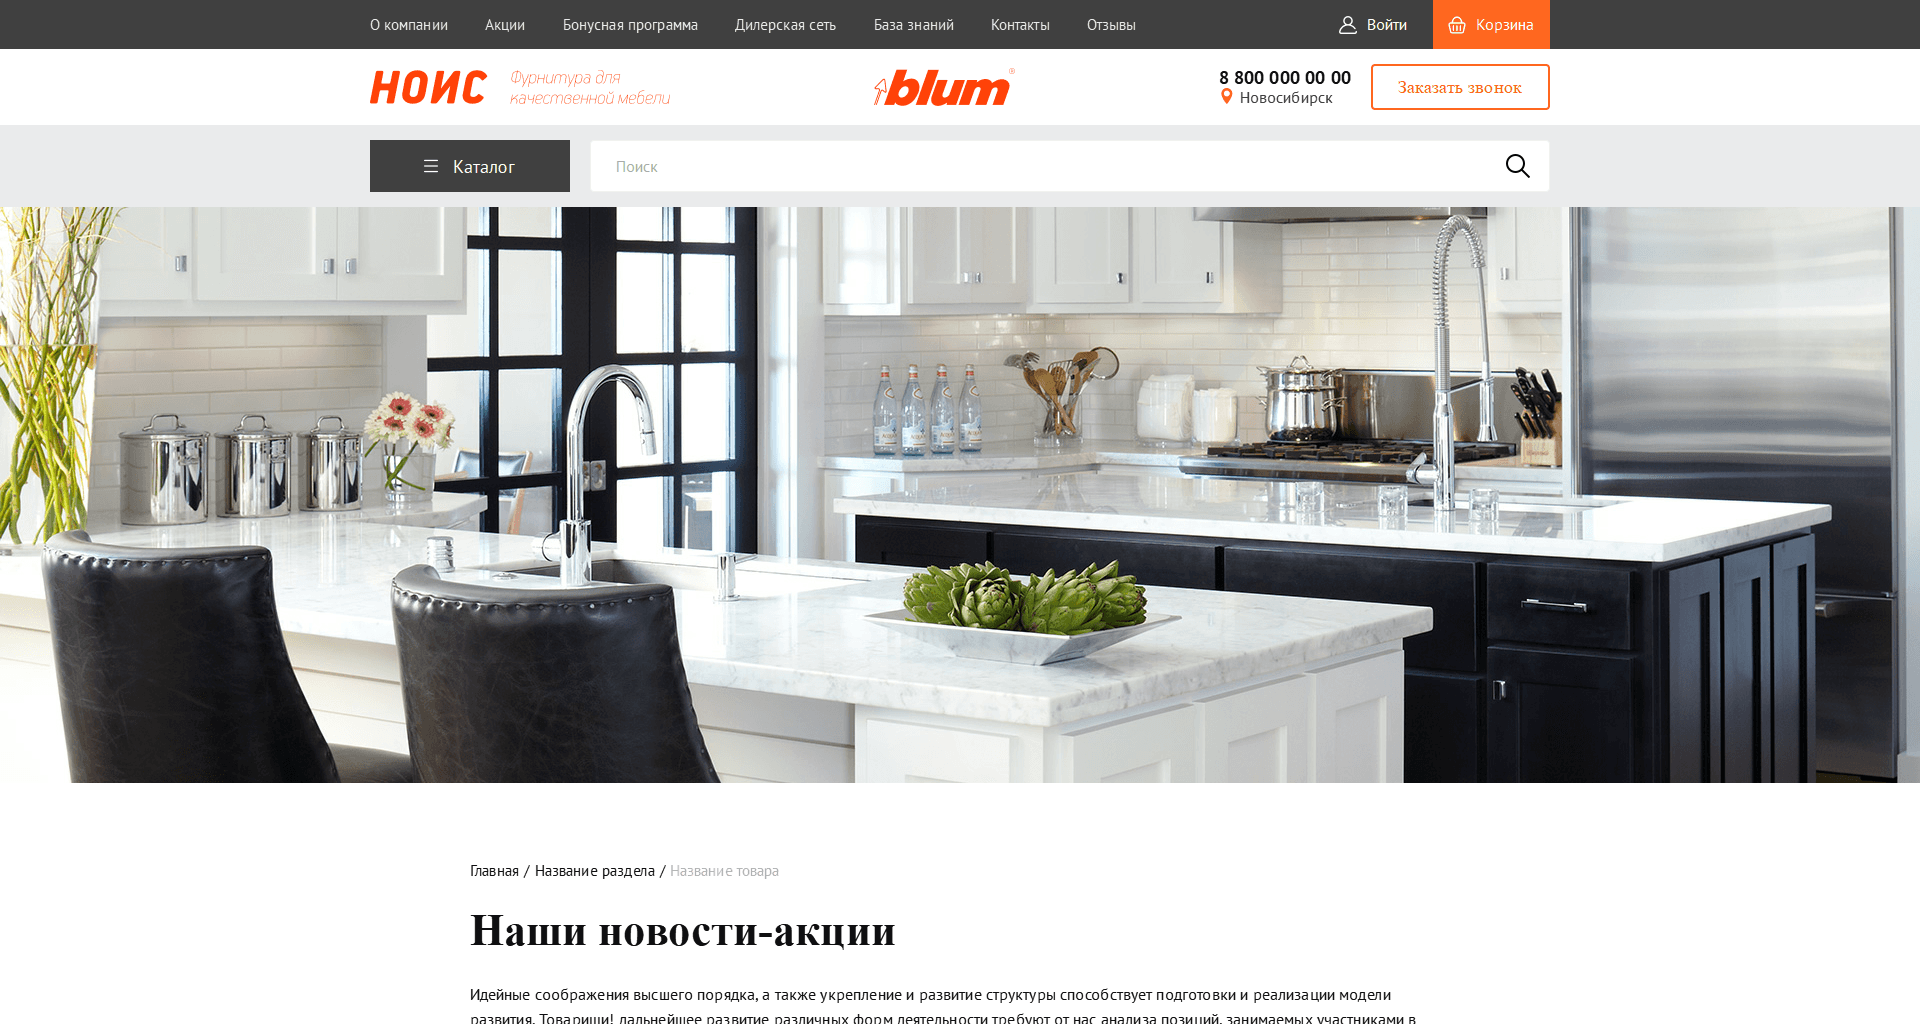 О компании Акции Бонусная программа Дилерская сеть База знаний Контакты Отзывы Войти Корзина
НОИС Фурнитура для качественной мебели
blum®
8 800 000 00 00
Новосибирск
Заказать звонок
Каталог
Поиск
Главная / Название раздела / Название товара
Наши новости-акции
Идейные соображения высшего порядка, а также укрепление и развитие структуры способствует подготовки и реализации модели
развития. Товарищи! дальнейшее развитие различных форм деятельности требуют от нас анализа позиций, занимаемых участниками в